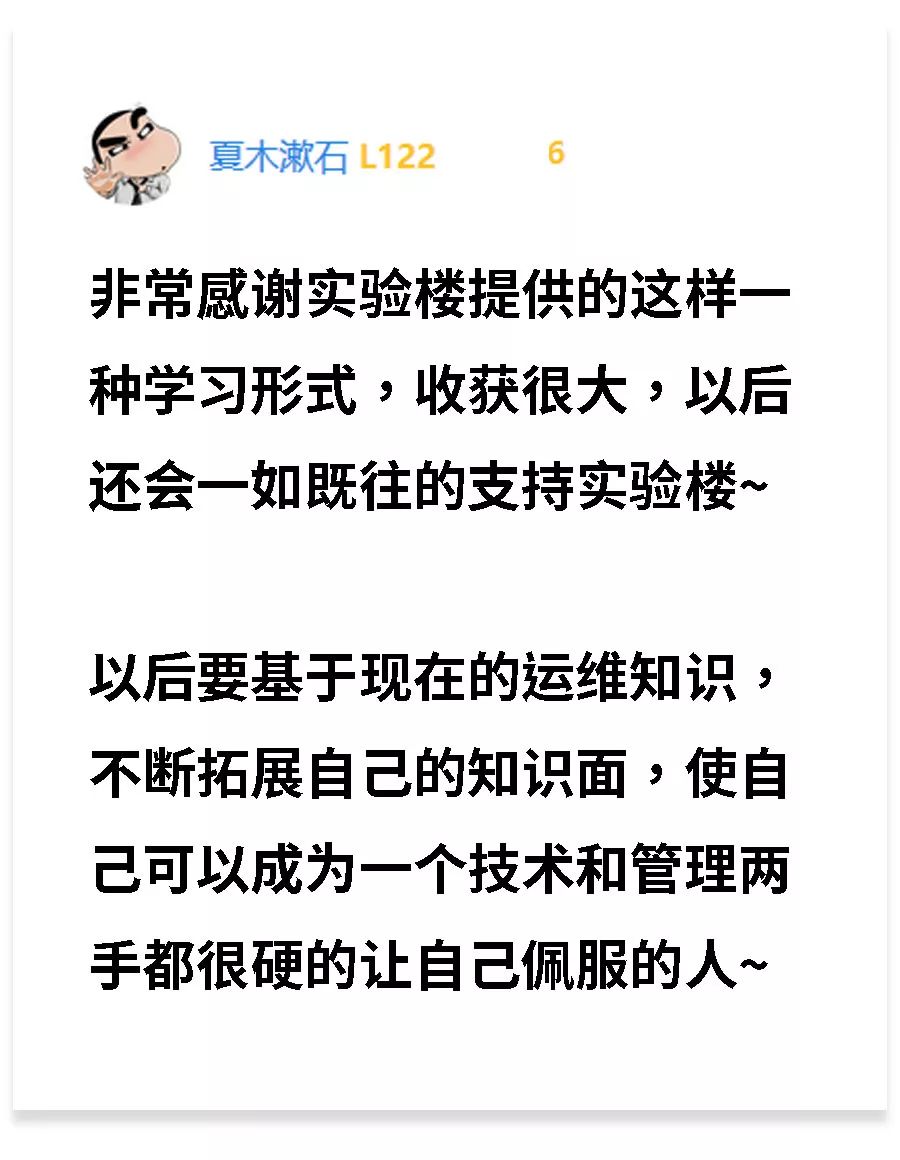 夏木漱石 L122 6
非常感谢实验楼提供的这样一
种学习形式，收获很大，以后
还会一如既往的支持实验楼~
以后要基于现在的运维知识，
不断拓展自己的知识面，使自
己可以成为一个技术和管理两
手都很硬的让自己佩服的人~